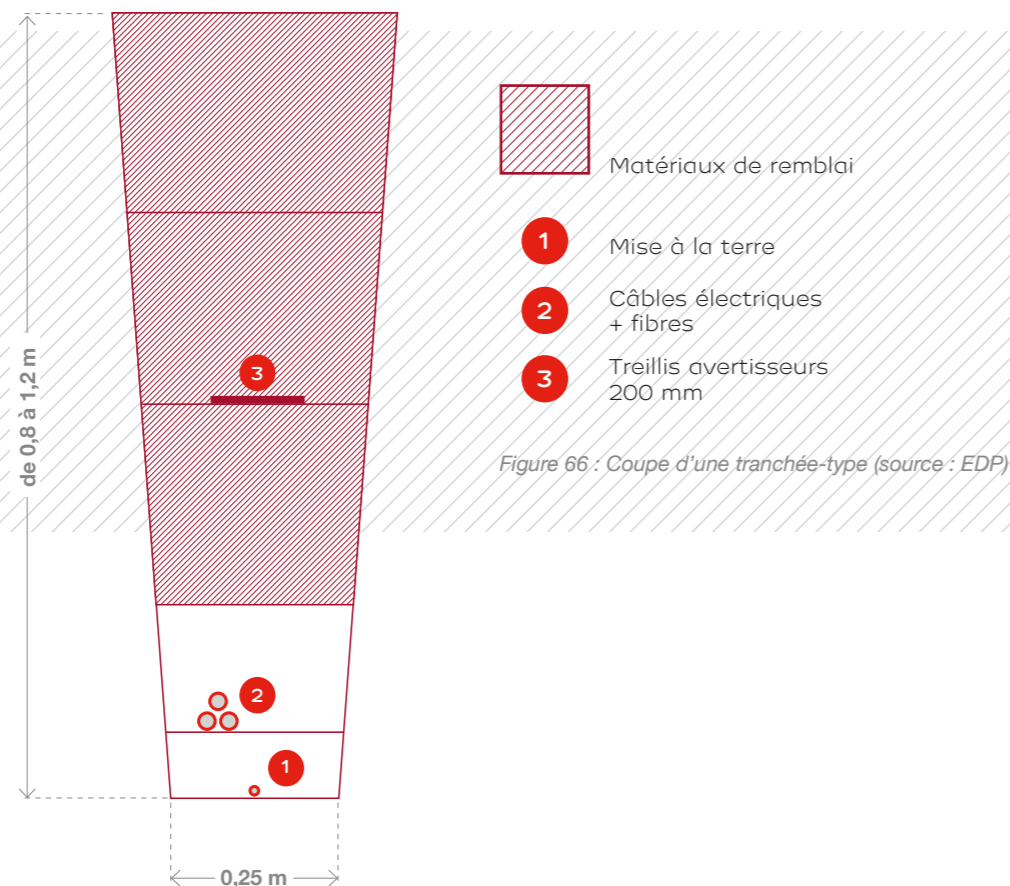 de 0,8 à 1,2 m
Matériaux de remblai
1
Mise à la terre
2
Câbles électriques
+ fibres
3
Treillis avertisseurs
200 mm
Figure 66 : Coupe d'une tranchée-type (source : EDP)
3
2
1
0,25 m